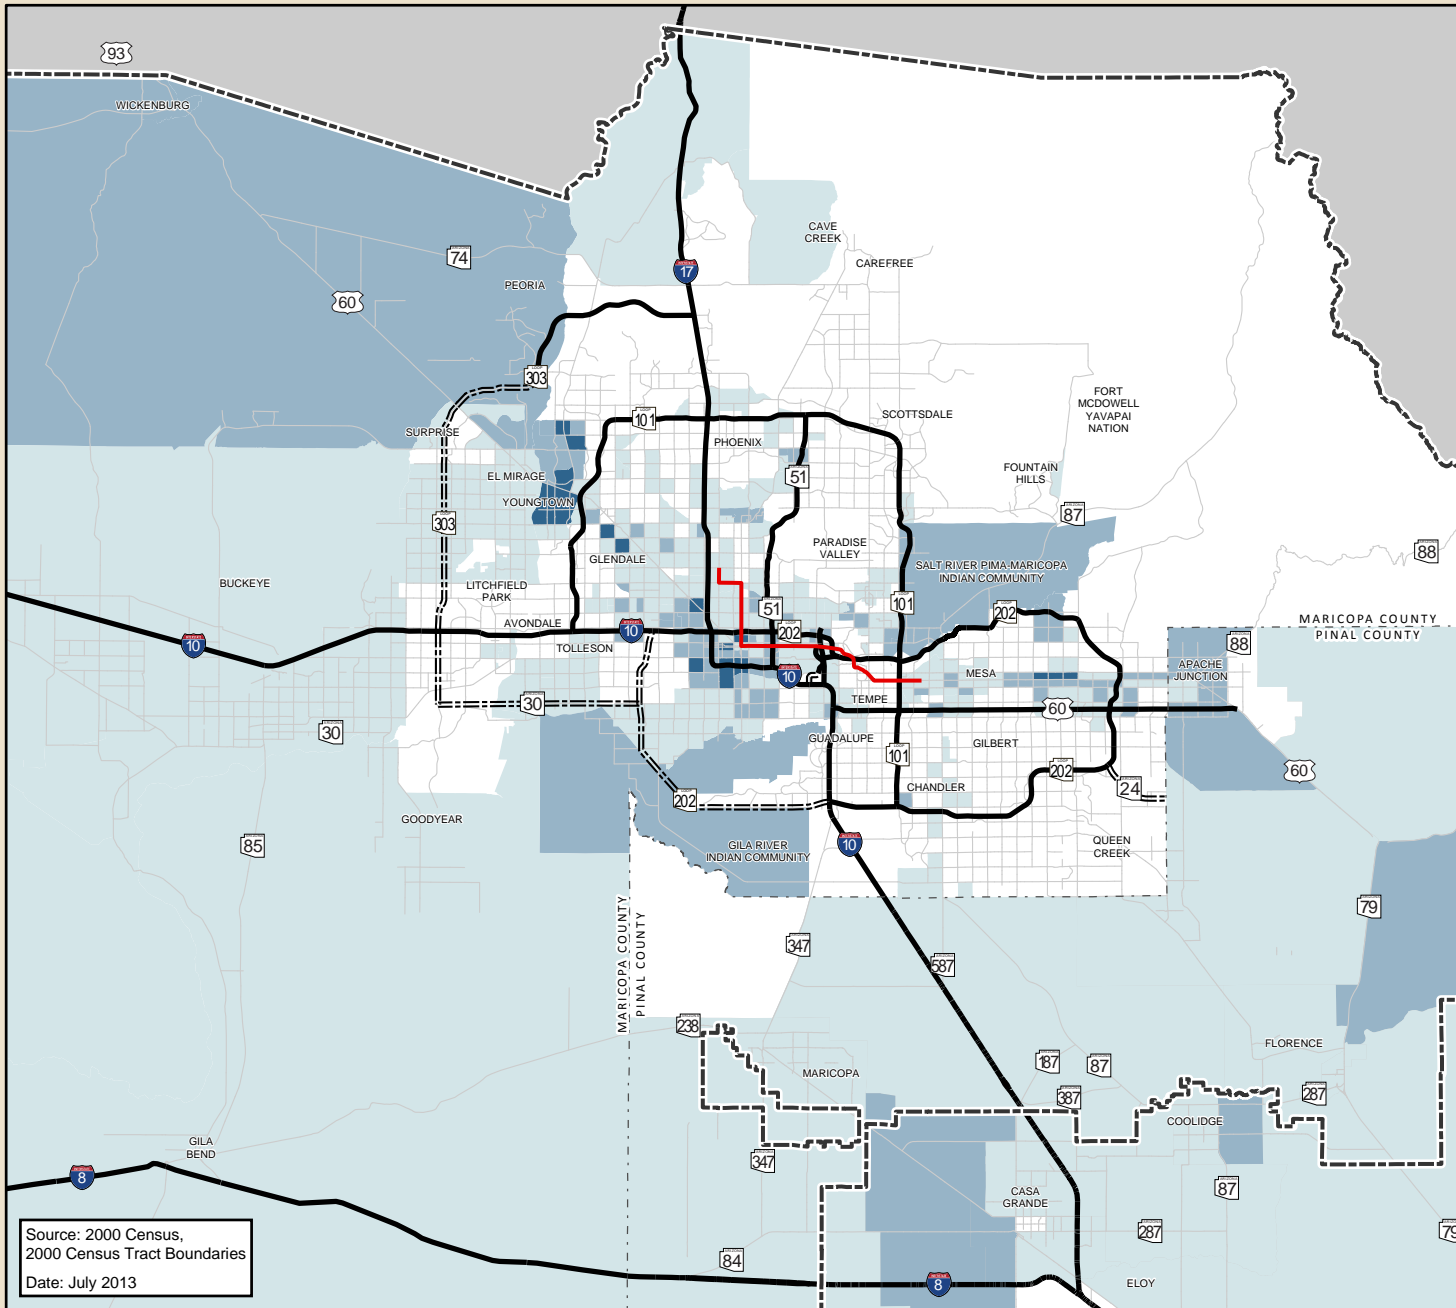 93
WICKENBURG
CAVE
CREEK
74
CAREFREE
17
PEORIA
60
303
FORT
MCDOWELL
YAVAPAI
NATION
101
SCOTTSDALE
SURPRISE
PHOENIX
51
EL MIRAGE
FOUNTAIN
HILLS
YOUNGTOWN
303
87
PARADISE
VALLEY
88
GLENDALE
SALT RIVER PIMA-MARICOPA
INDIAN COMMUNITY
BUCKEYE
LITCHFIELD
PARK
101
51
202
MARICOPA COUNTY
PINAL COUNTY
AVONDALE
10
202
10
TOLLESON
88
APACHE
JUNCTION
10
MESA
TEMPE
30
60
30
GUADALUPE
GILBERT
101
202
60
CHANDLER
24
202
GOODYEAR
85
10
QUEEN
CREEK
GILA RIVER
INDIAN COMMUNITY
79
MARICOPA COUNTY
PINAL COUNTY
347
587
238
FLORENCE
187
87
MARICOPA
387
287
COOLIDGE
GILA
BEND
347
8
87
CASA
GRANDE
287
79
84
8
ELOY
Source: 2000 Census,
2000 Census Tract Boundaries
Date: July 2013